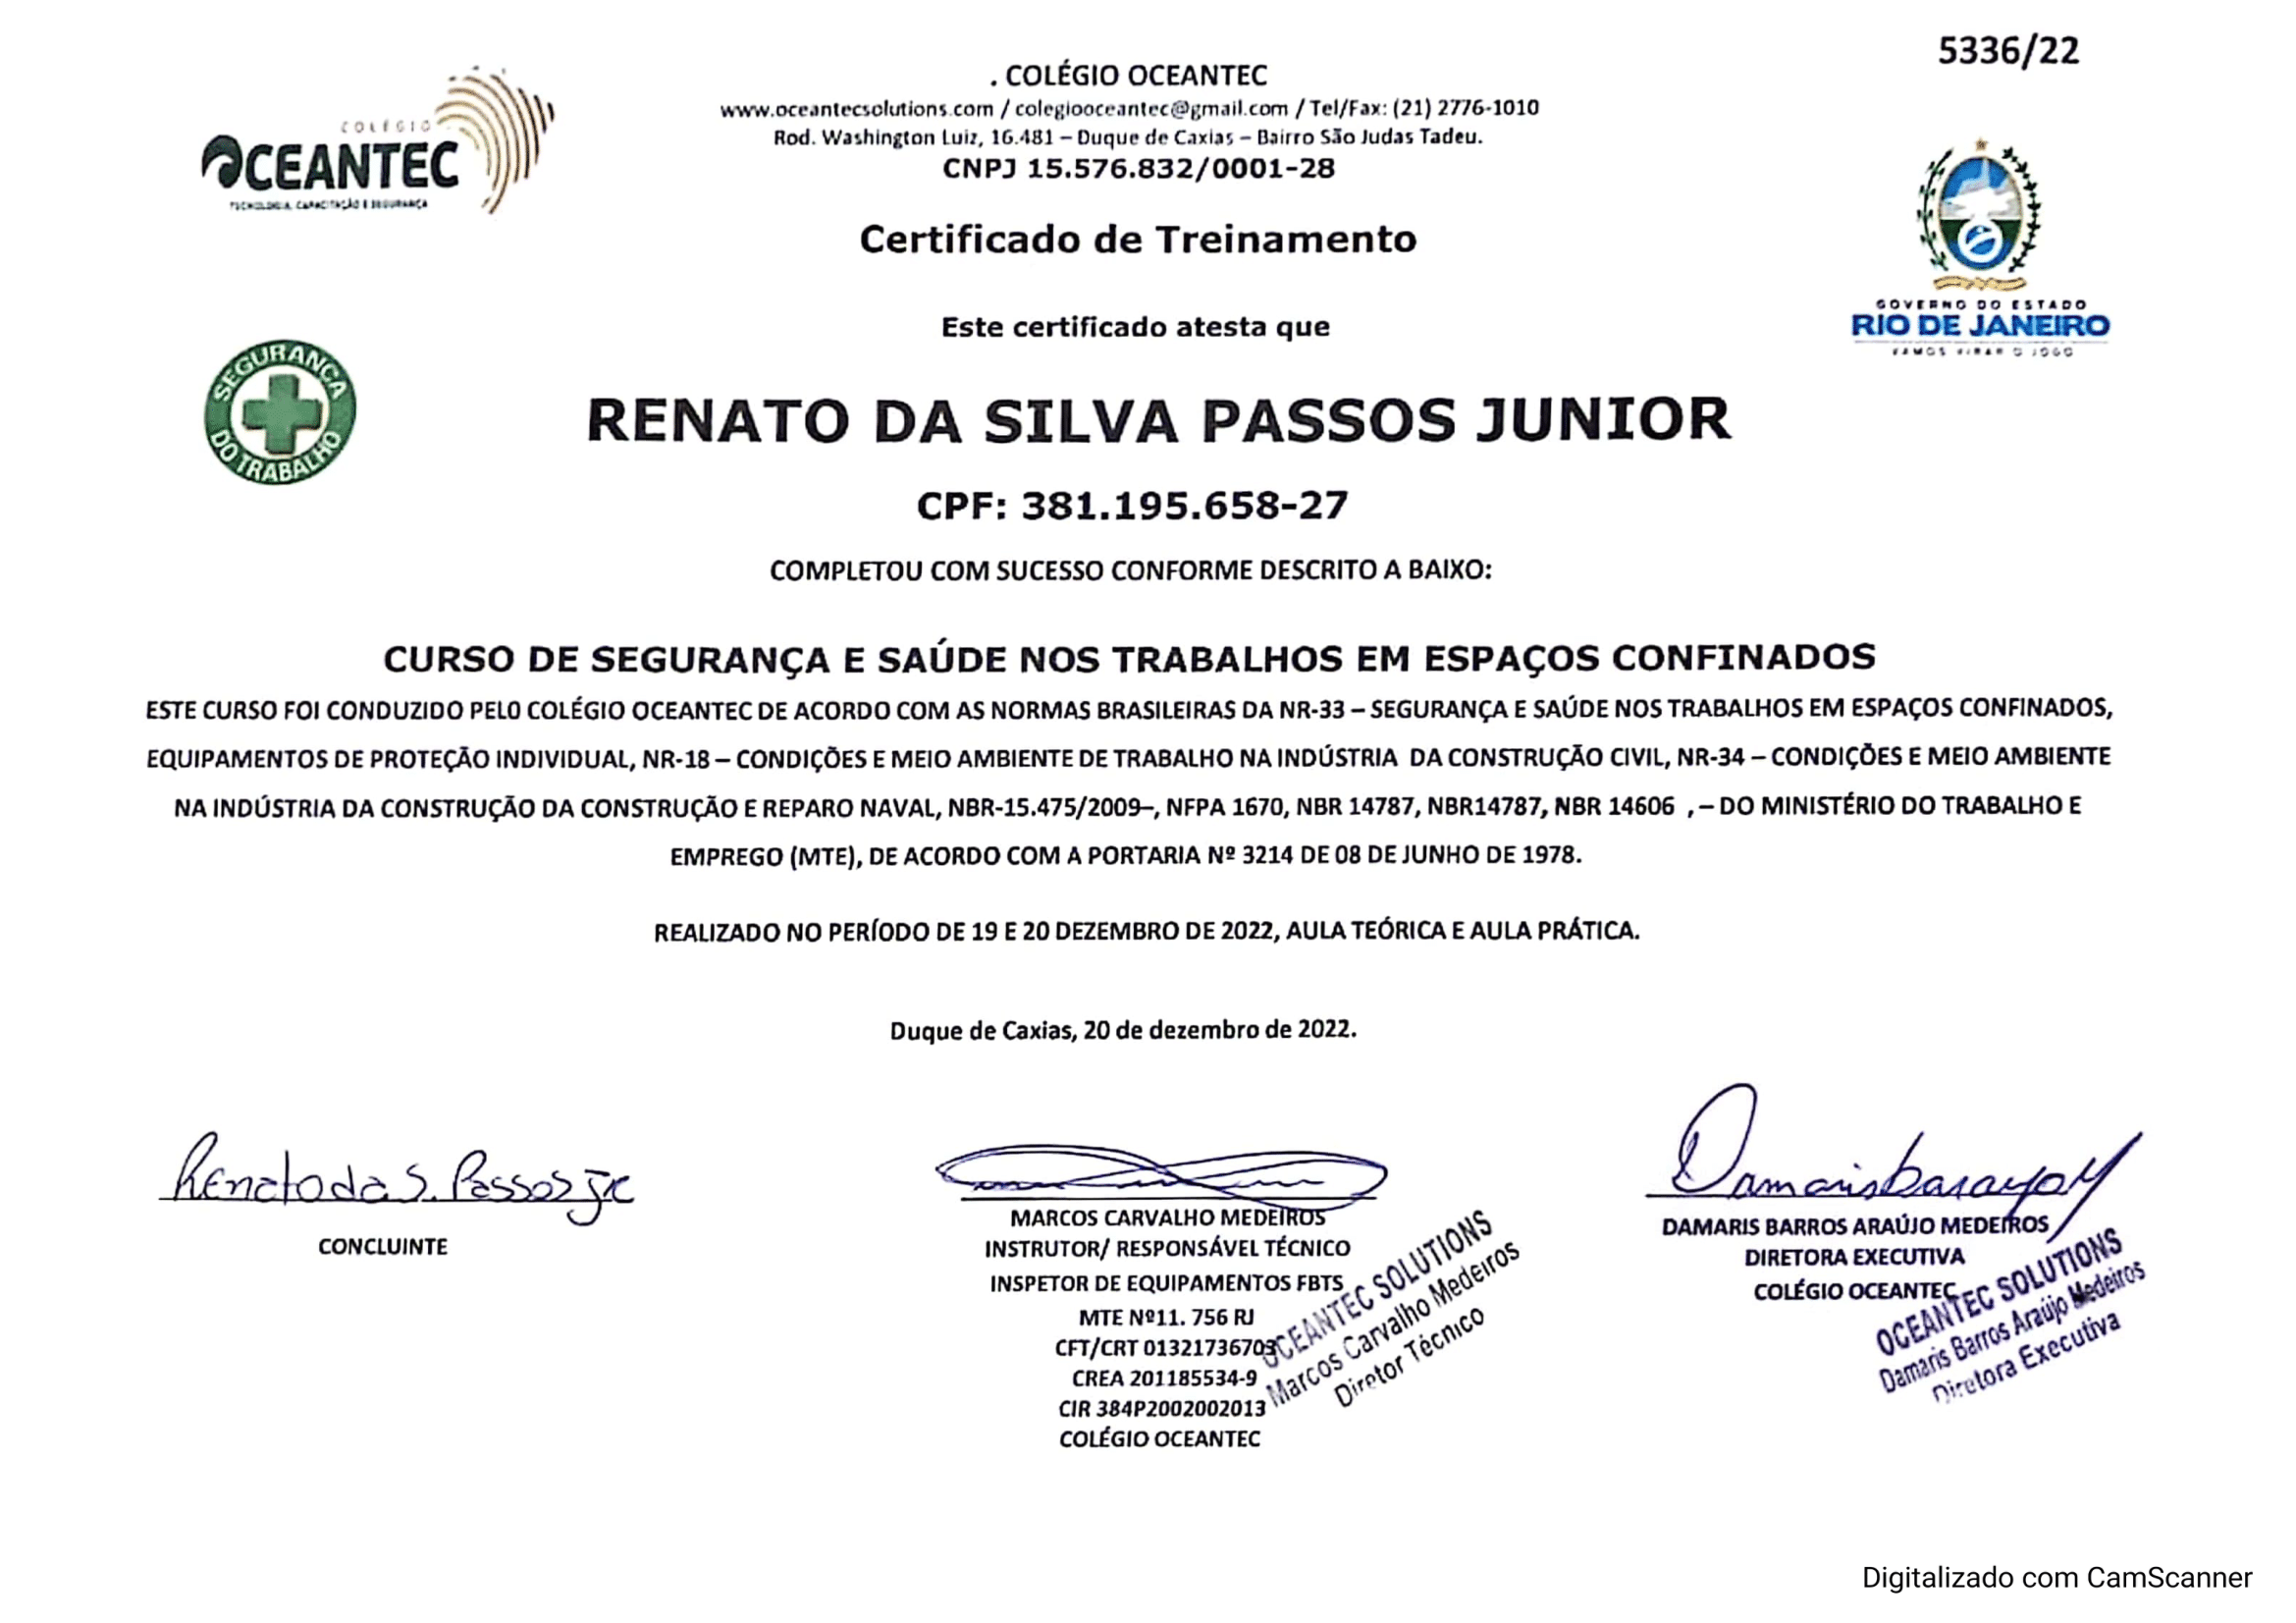 5336/22
. COLÉGIO OCEANTEC
www.oceantecsolutions.com / colegiooceantec@gmail.com / Tel/Fax: (21) 2776-1010
Rod. Washington Luiz, 16.481 – Duque de Caxias – Bairro São Judas Tadeu.
CNPJ 15.576.832/0001-28
COLÉGIO
OCEANTEC
TECNOLOGIA, CAPACITAÇÃO E SEGURANÇA
Certificado de Treinamento
GOVERNO DO ESTADO
RIO DE JANEIRO
VAMOS VIRAR O JOGO
Este certificado atesta que
SEGURANÇA
DO TRABALHO
RENATO DA SILVA PASSOS JUNIOR
CPF: 381.195.658-27
COMPLETOU COM SUCESSO CONFORME DESCRITO A BAIXO:
CURSO DE SEGURANÇA E SAÚDE NOS TRABALHOS EM ESPAÇOS CONFINADOS
ESTE CURSO FOI CONDUZIDO PELO COLÉGIO OCEANTEC DE ACORDO COM AS NORMAS BRASILEIRAS DA NR-33 – SEGURANÇA E SAÚDE NOS TRABALHOS EM ESPAÇOS CONFINADOS,
EQUIPAMENTOS DE PROTEÇÃO INDIVIDUAL, NR-18 – CONDIÇÕES E MEIO AMBIENTE DE TRABALHO NA INDÚSTRIA DA CONSTRUÇÃO CIVIL, NR-34 – CONDIÇÕES E MEIO AMBIENTE
NA INDÚSTRIA DA CONSTRUÇÃO DA CONSTRUÇÃO E REPARO NAVAL, NBR-15.475/2009–, NFPA 1670, NBR 14787, NBR14787, NBR 14606 , – DO MINISTÉRIO DO TRABALHO E
EMPREGO (MTE), DE ACORDO COM A PORTARIA Nº 3214 DE 08 DE JUNHO DE 1978.
REALIZADO NO PERÍODO DE 19 E 20 DEZEMBRO DE 2022, AULA TEÓRICA E AULA PRÁTICA.
Duque de Caxias, 20 de dezembro de 2022.
Renato da S. Passos Jr
CONCLUINTE
MARCOS CARVALHO MEDEIROS
INSTRUTOR/ RESPONSÁVEL TÉCNICO
INSPETOR DE EQUIPAMENTOS FBTS
MTE Nº11. 756 RJ
CFT/CRT 01321736703
CREA 201185534-9
CIR 384P2002002013
COLÉGIO OCEANTEC
OCEANTEC SOLUTIONS
Marcos Carvalho Medeiros
Diretor Técnico
DAMARIS BARROS ARAÚJO MEDEIROS
DIRETORA EXECUTIVA
COLÉGIO OCEANTEC
OCEANTEC SOLUTIONS
Damaris Barros Araújo Medeiros
Diretora Executiva
Digitalizado com CamScanner